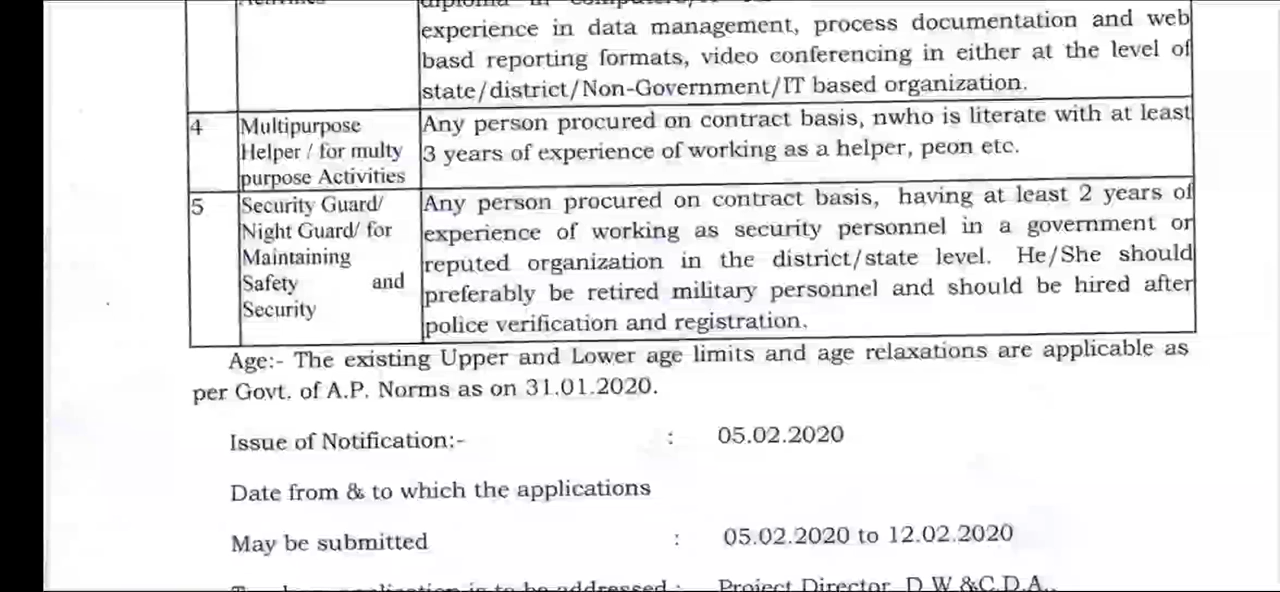 experience in data management, process documentation and web
basd reporting formats, video conferencing in either at the level of
state/district/Non-Government/IT based organization.
4 Multipurpose Helper / for multy purpose Activities
Any person procured on contract basis, nwho is literate with at least
3 years of experience of working as a helper, peon etc.
5 Security Guard/ Night Guard/ for Maintaining Safety and Security
Any person procured on contract basis, having at least 2 years of
experience of working as security personnel in a government or
reputed organization in the district/state level. He/She should
preferably be retired military personnel and should be hired after
police verification and registration.
Age:- The existing Upper and Lower age limits and age relaxations are applicable as
per Govt. of A.P. Norms as on 31.01.2020.
Issue of Notification:- : 05.02.2020
Date from & to which the applications
May be submitted : 05.02.2020 to 12.02.2020
application is to be addressed : Project Director, D.W.&C.D.A.,